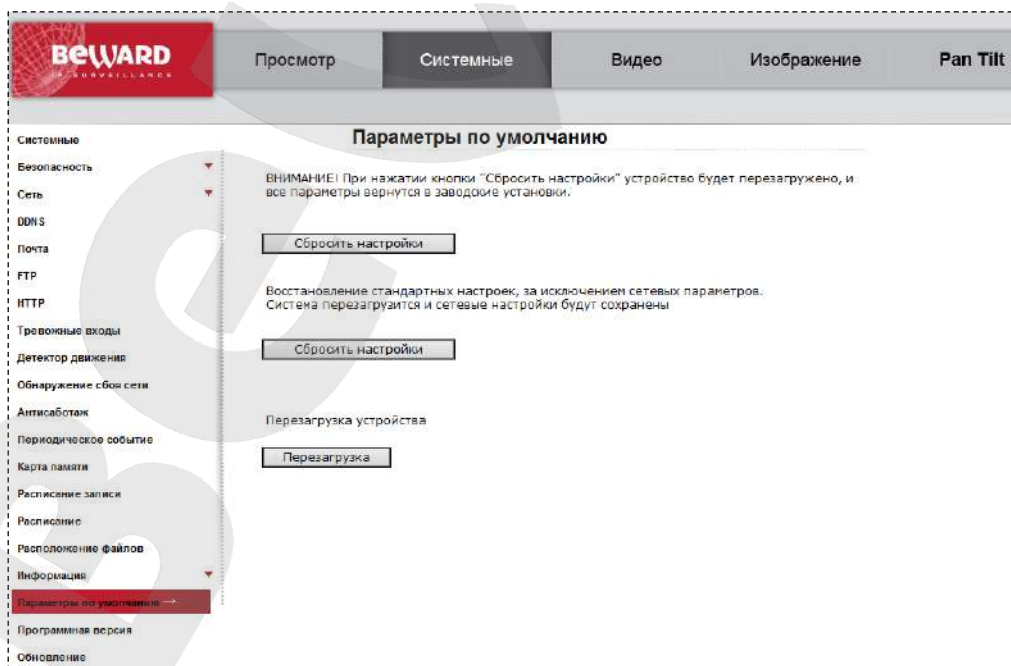 BEWARD
IP SURVEILLANCE
Просмотр
Системные
Видео
Изображение
Pan Tilt
Системные
Безопасность
Сеть
DDNS
Почта
FTP
HTTP
Тревожные входы
Детектор движения
Обнаружение сбоя сети
Антисаботаж
Периодическое событие
Карта памяти
Расписание записи
Расписание
Расположение файлов
Информация
Параметры по умолчанию →
Программная версия
Обновление
Параметры по умолчанию
ВНИМАНИЕ! При нажатии кнопки "Сбросить настройки" устройство будет перезагружено, и
все параметры вернутся в заводские установки.
Сбросить настройки
Восстановление стандартных настроек, за исключением сетевых параметров.
Система перезагрузится и сетевые настройки будут сохранены
Сбросить настройки
Перезагрузка устройства
Перезагрузка